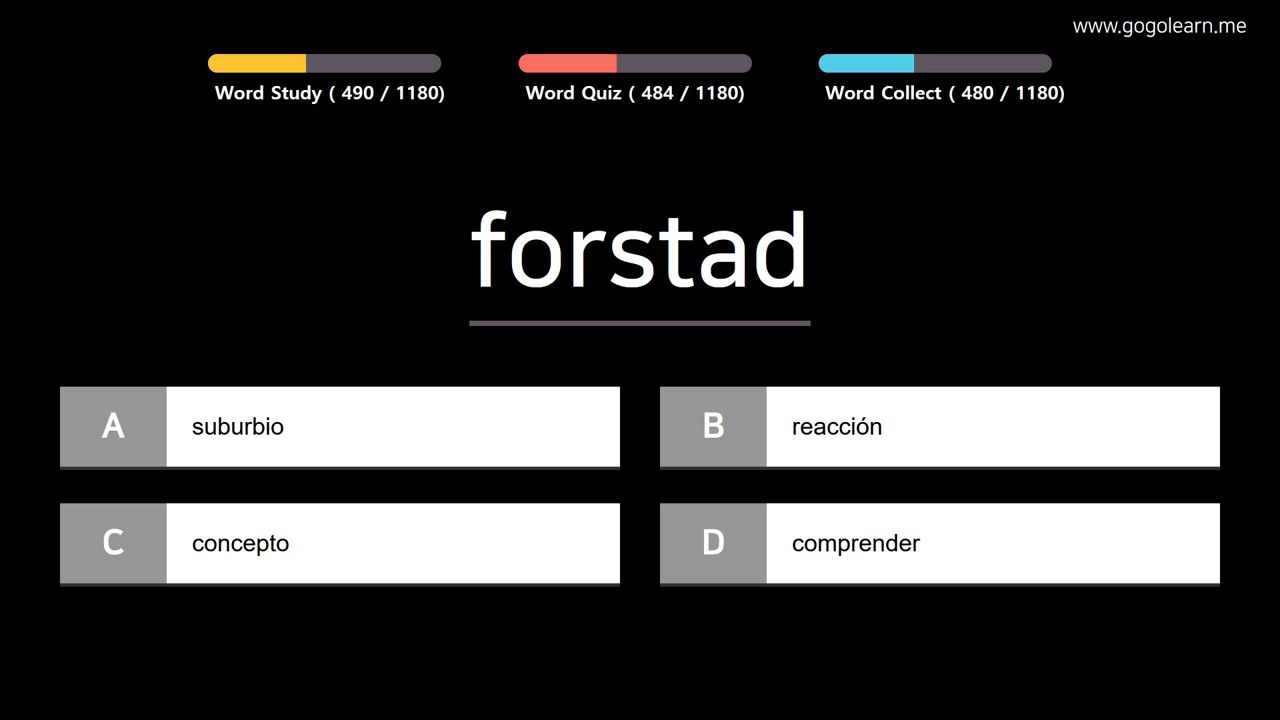 www.gogolearn.me
Word Study ( 490 / 1180)
Word Quiz ( 484 / 1180)
Word Collect ( 480 / 1180)
forstad
A suburbio
B reacción
C concepto
D comprender